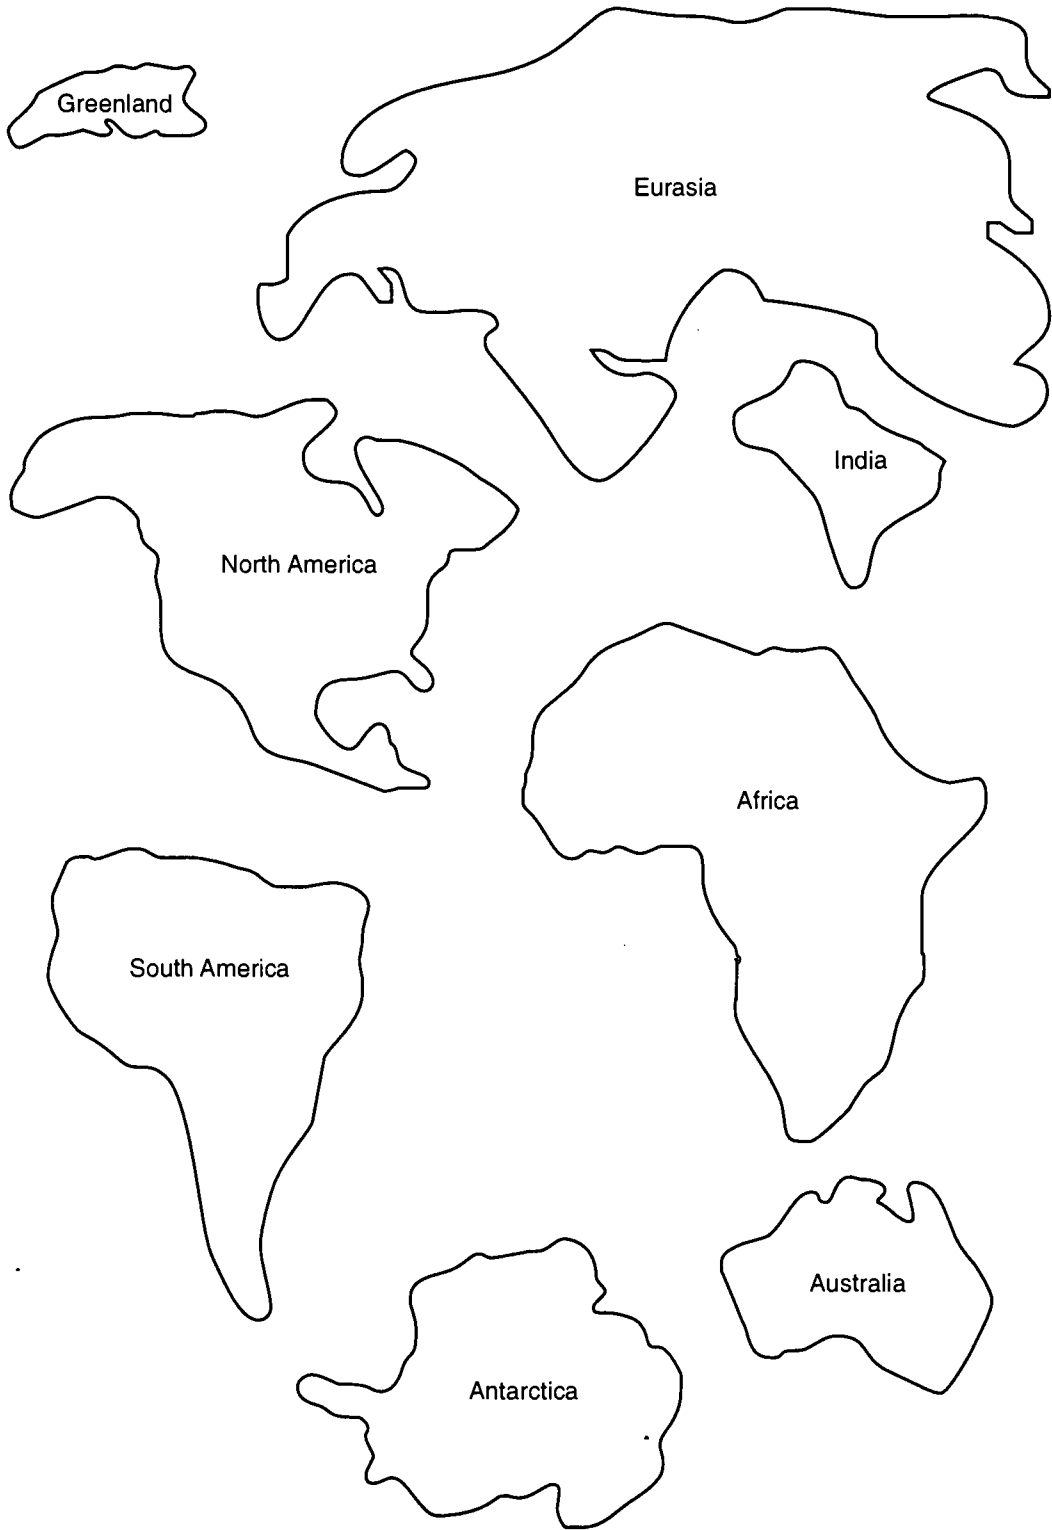 Greenland
Eurasia
India
North America
Africa
South America
Australia
Antarctica